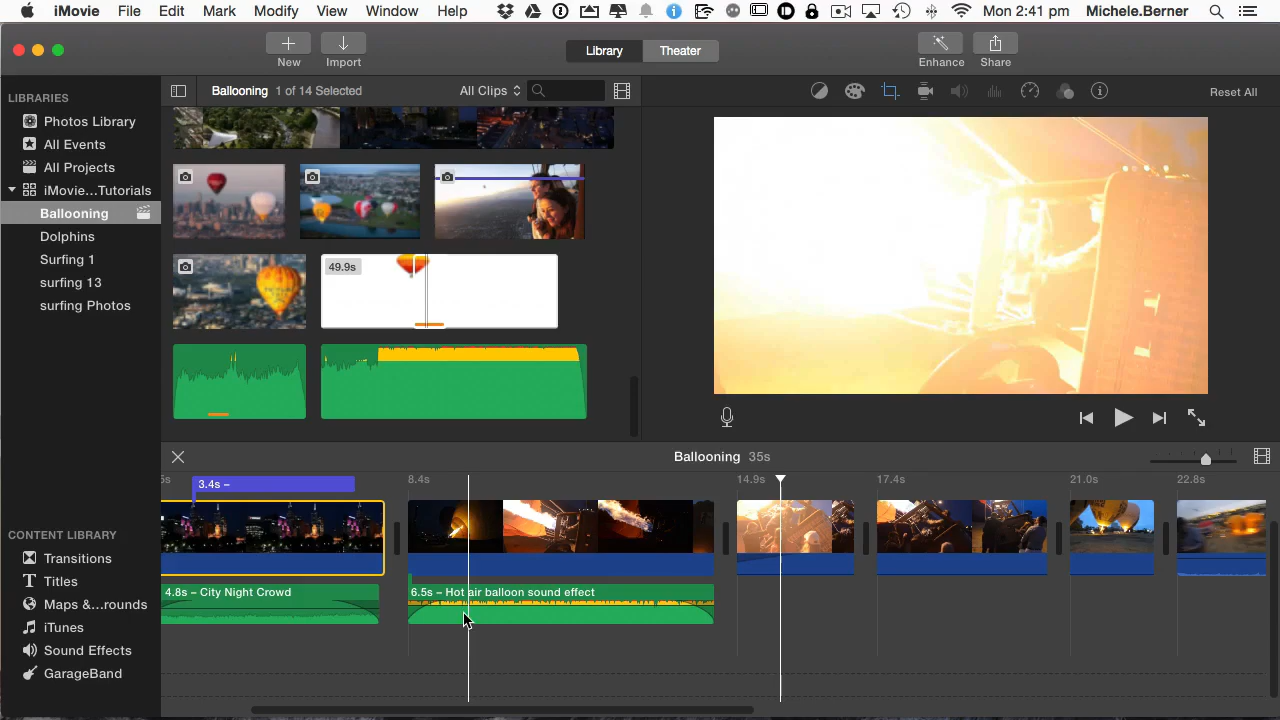 iMovie File Edit Mark Modify View Window Help Mon 2:41 pm Michele.Berner
New Import Library Theater Enhance Share
LIBRARIES
Photos Library
All Events
All Projects
iMovie...Tutorials
Ballooning
Dolphins
Surfing 1
surfing 13
surfing Photos
CONTENT LIBRARY
Transitions
Titles
Maps &...rounds
iTunes
Sound Effects
GarageBand
Ballooning 1 of 14 Selected All Clips
49.9s
Reset All
Ballooning 35s
5s 8.4s 14.9s 17.4s 21.0s 22.8s
3.4s –
4.8s – City Night Crowd
6.5s – Hot air balloon sound effect